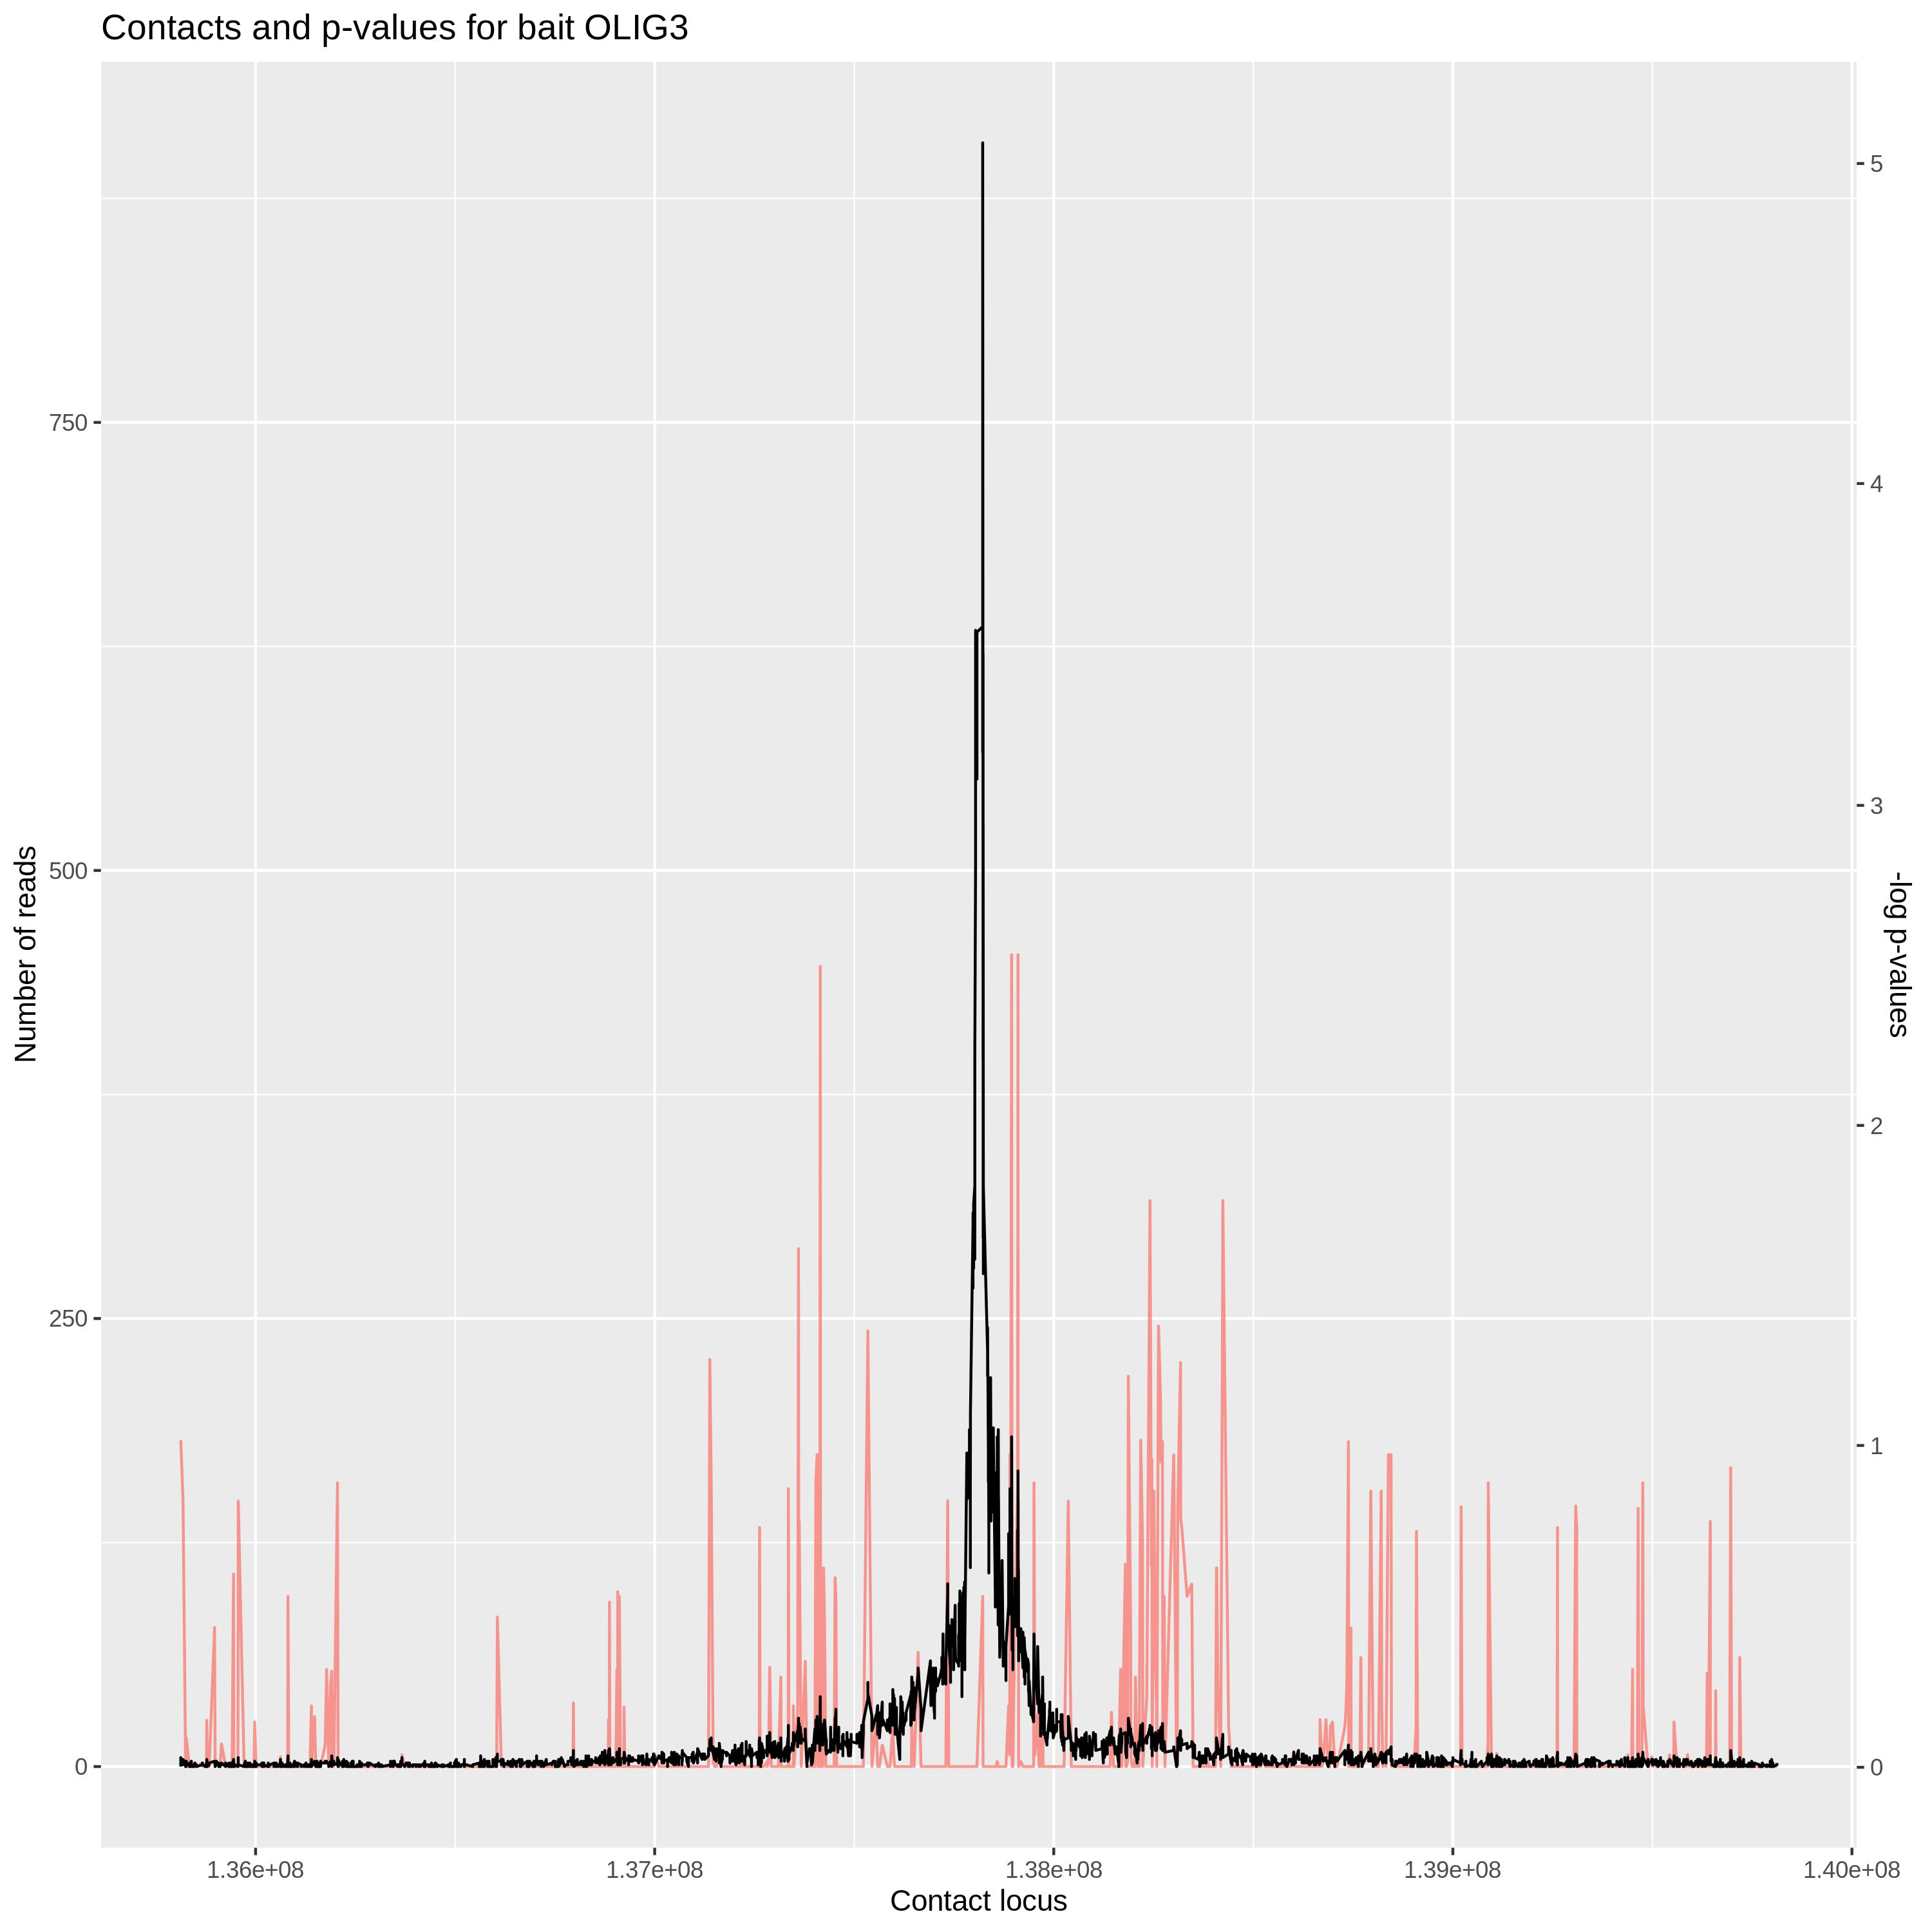 Contacts and p-values for bait OLIG3
Number of reads
750
500
250
0
5
4
3
2
1
0
-log p-values
1.36e+08
1.37e+08
1.38e+08
1.39e+08
1.40e+08
Contact locus